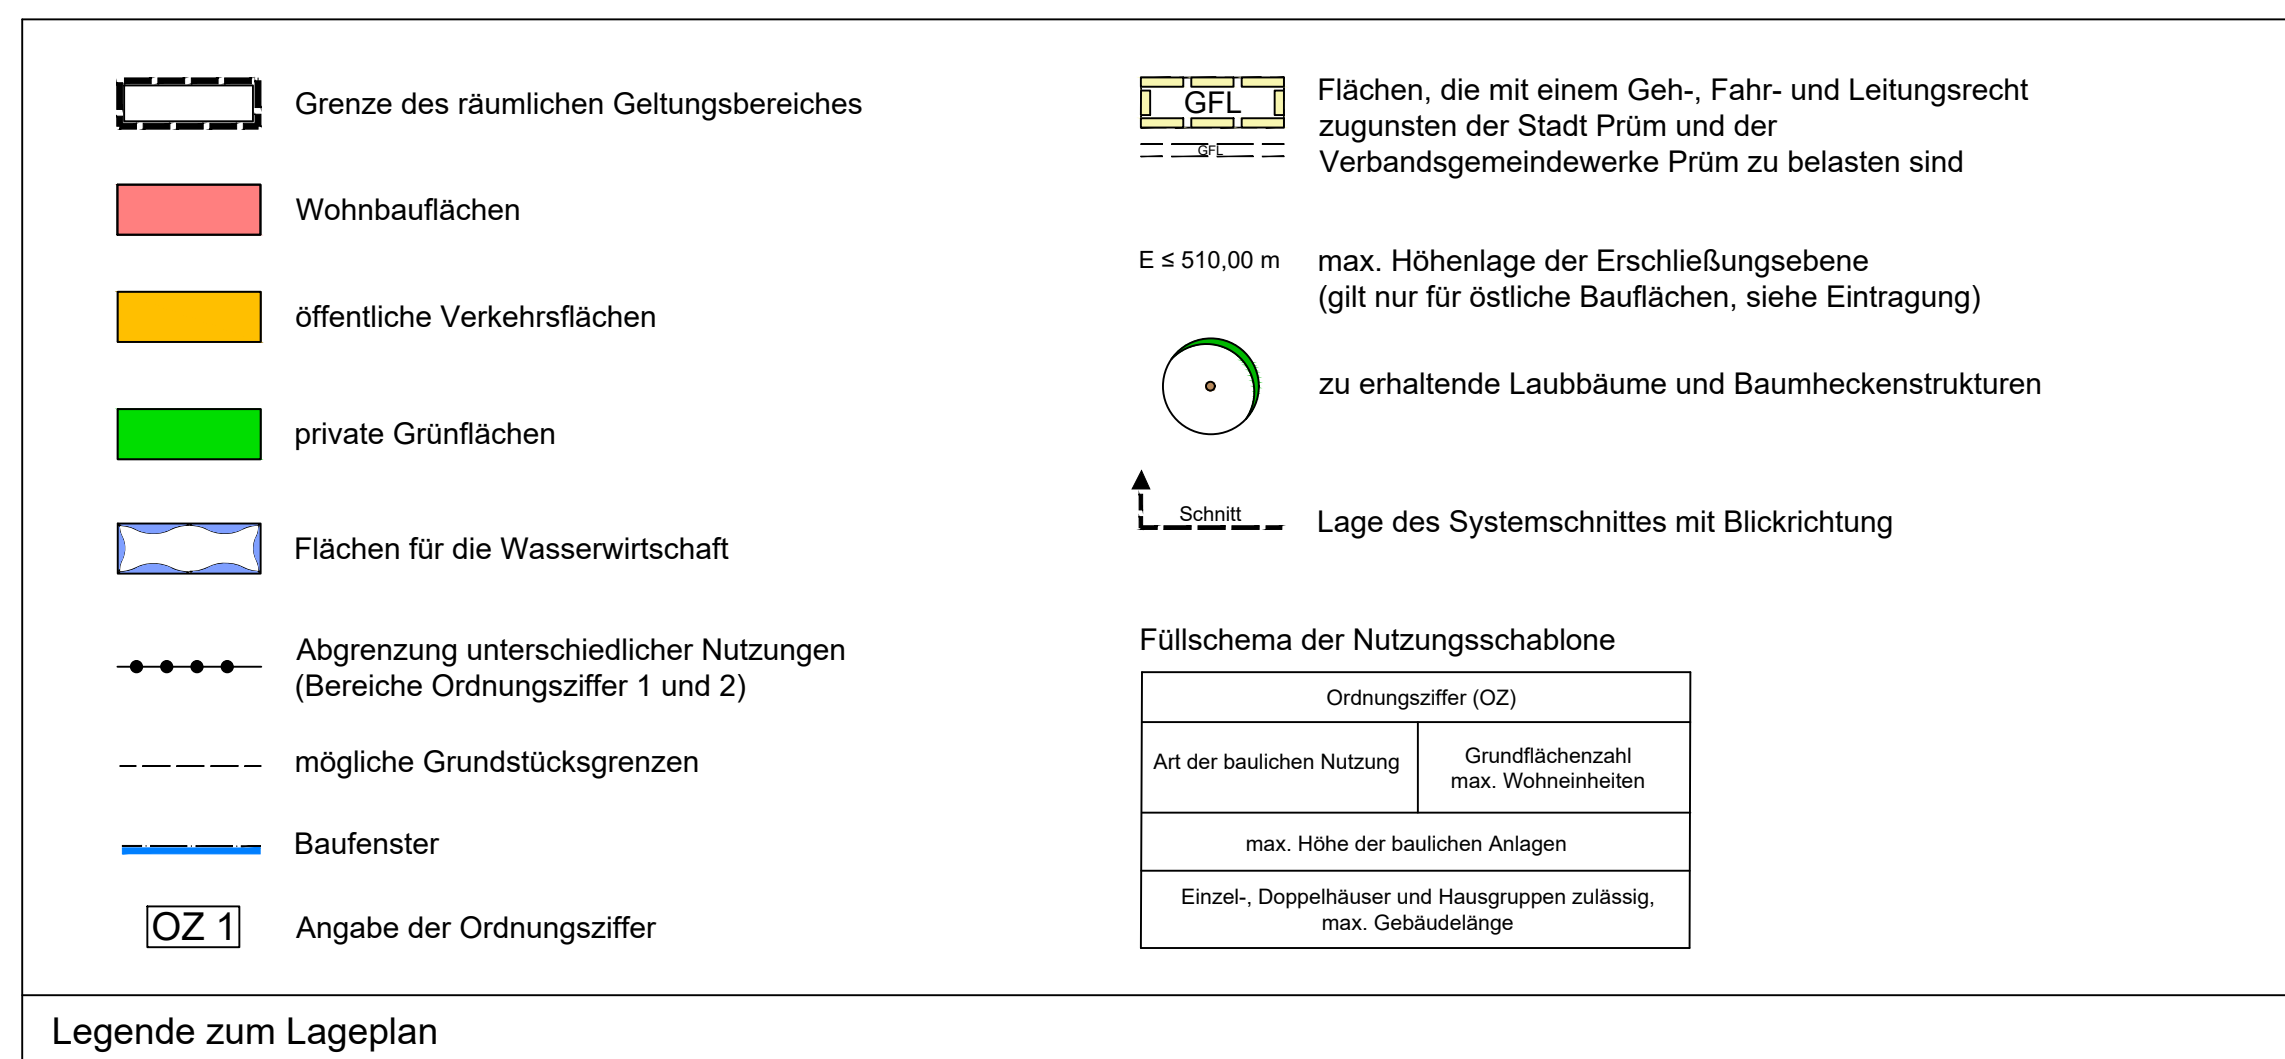 Grenze des räumlichen Geltungsbereiches
Wohnbauflächen
öffentliche Verkehrsflächen
private Grünflächen
Flächen für die Wasserwirtschaft
Abgrenzung unterschiedlicher Nutzungen
(Bereiche Ordnungsziffer 1 und 2)
mögliche Grundstücksgrenzen
Baufenster
OZ 1 Angabe der Ordnungsziffer
GFL
GFL
Flächen, die mit einem Geh-, Fahr- und Leitungsrecht
zugunsten der Stadt Prüm und der
Verbandsgemeindewerke Prüm zu belasten sind
E ≤ 510,00 m max. Höhenlage der Erschließungsebene
(gilt nur für östliche Bauflächen, siehe Eintragung)
zu erhaltende Laubbäume und Baumheckenstrukturen
Schnitt Lage des Systemschnittes mit Blickrichtung
Füllschema der Nutzungsschablone
Ordnungsziffer (OZ)
Art der baulichen Nutzung
Grundflächenzahl
max. Wohneinheiten
max. Höhe der baulichen Anlagen
Einzel-, Doppelhäuser und Hausgruppen zulässig,
max. Gebäudelänge
Legende zum Lageplan